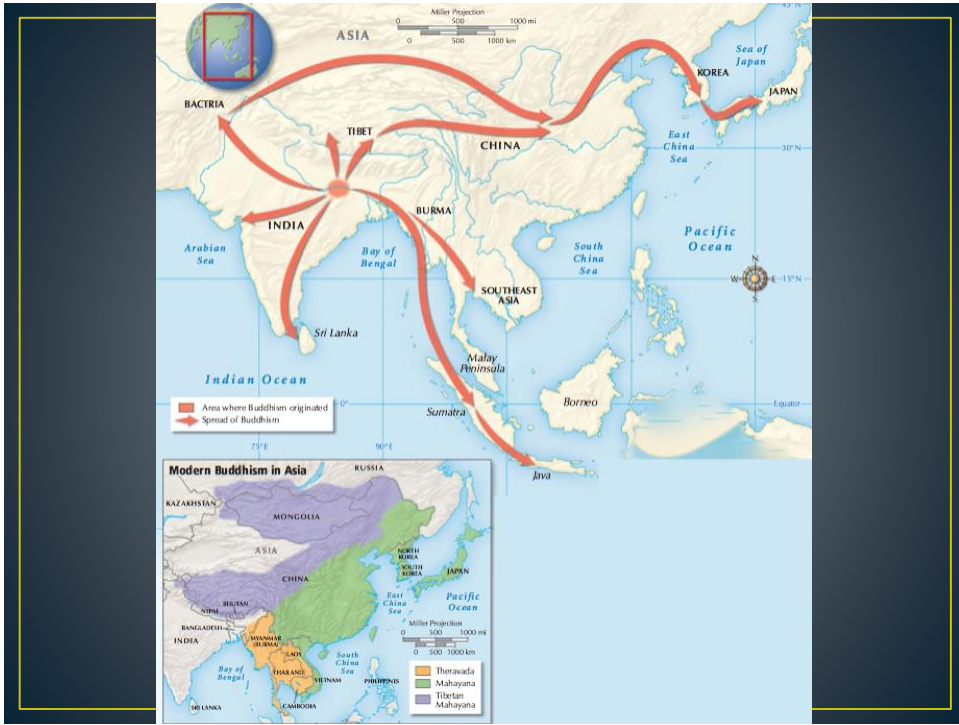 Miller Projection
0 500 1000 mi
0 500 1000 km
ASIA
Sea of
Japan
KOREA
JAPAN
BACTRIA
TIBET
CHINA
East
China
Sea
30°N
INDIA
BURMA
Arabian
Sea
Bay of
Bengal
South
China
Sea
Pacific
Ocean
N
W E
S
15°N
SOUTHEAST
ASIA
Sri Lanka
Malay
Peninsula
Indian Ocean
Borneo
Sumatra
Equator
0°
Area where Buddhism originated
Spread of Buddhism
75°E
90°E
Java
Modern Buddhism in Asia
RUSSIA
KAZAKHSTAN
MONGOLIA
ASIA
NORTH
KOREA
SOUTH
KOREA
JAPAN
CHINA
East
China
Sea
Pacific
Ocean
NEPAL
BHUTAN
BANGLADESH
INDIA
MYANMAR
(BURMA)
LAOS
THAILAND
VIETNAM
CAMBODIA
Bay of
Bengal
South
China
Sea
PHILIPPINES
SRI LANKA
Miller Projection
0 500 1000 mi
0 500 1000 km
Theravada
Mahayana
Tibetan
Mahayana